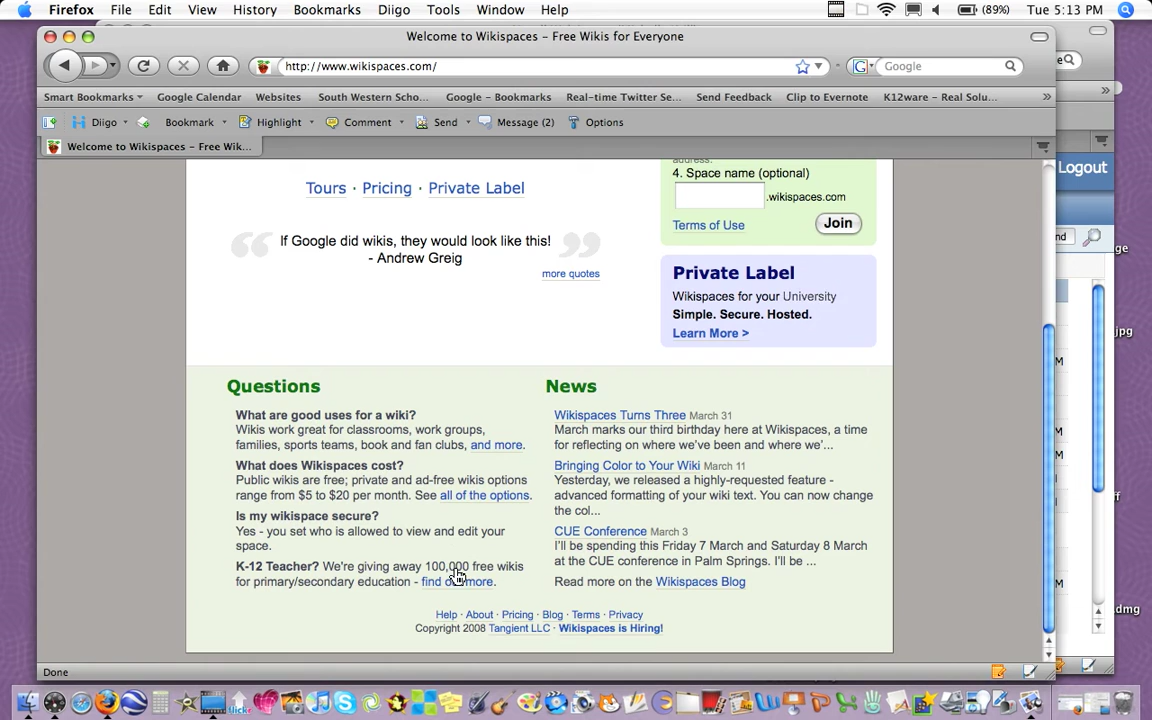 Firefox File Edit View History Bookmarks Diigo Tools Window Help (89%) Tue 5:13 PM
Welcome to Wikispaces – Free Wikis for Everyone
http://www.wikispaces.com/ Google
Smart Bookmarks Google Calendar Websites South Western Scho... Google – Bookmarks Real-time Twitter Se... Send Feedback Clip to Evernote K12ware – Real Solu... »
Diigo Bookmark Highlight Comment Send Message (2) Options
Welcome to Wikispaces – Free Wik...
Logout
address:
4. Space name (optional)
.wikispaces.com
Terms of Use Join
Tours · Pricing · Private Label
“ If Google did wikis, they would look like this! ”
- Andrew Greig
more quotes
Private Label
Wikispaces for your University
Simple. Secure. Hosted.
Learn More >
Questions
What are good uses for a wiki?
Wikis work great for classrooms, work groups,
families, sports teams, book and fan clubs, and more.
What does Wikispaces cost?
Public wikis are free; private and ad-free wikis options
range from $5 to $20 per month. See all of the options.
Is my wikispace secure?
Yes - you set who is allowed to view and edit your
space.
K-12 Teacher? We're giving away 100,000 free wikis
for primary/secondary education - find more.
News
Wikispaces Turns Three March 31
March marks our third birthday here at Wikispaces, a time
for reflecting on where we've been and where we'...
Bringing Color to Your Wiki March 11
Yesterday, we released a highly-requested feature -
advanced formatting of your wiki text. You can now change
the col...
CUE Conference March 3
I'll be spending this Friday 7 March and Saturday 8 March
at the CUE conference in Palm Springs. I'll be ...
Read more on the Wikispaces Blog
Help · About · Pricing · Blog · Terms · Privacy
Copyright 2008 Tangient LLC · Wikispaces is Hiring!
Done
nd
ge
jpg
ff
.dmg